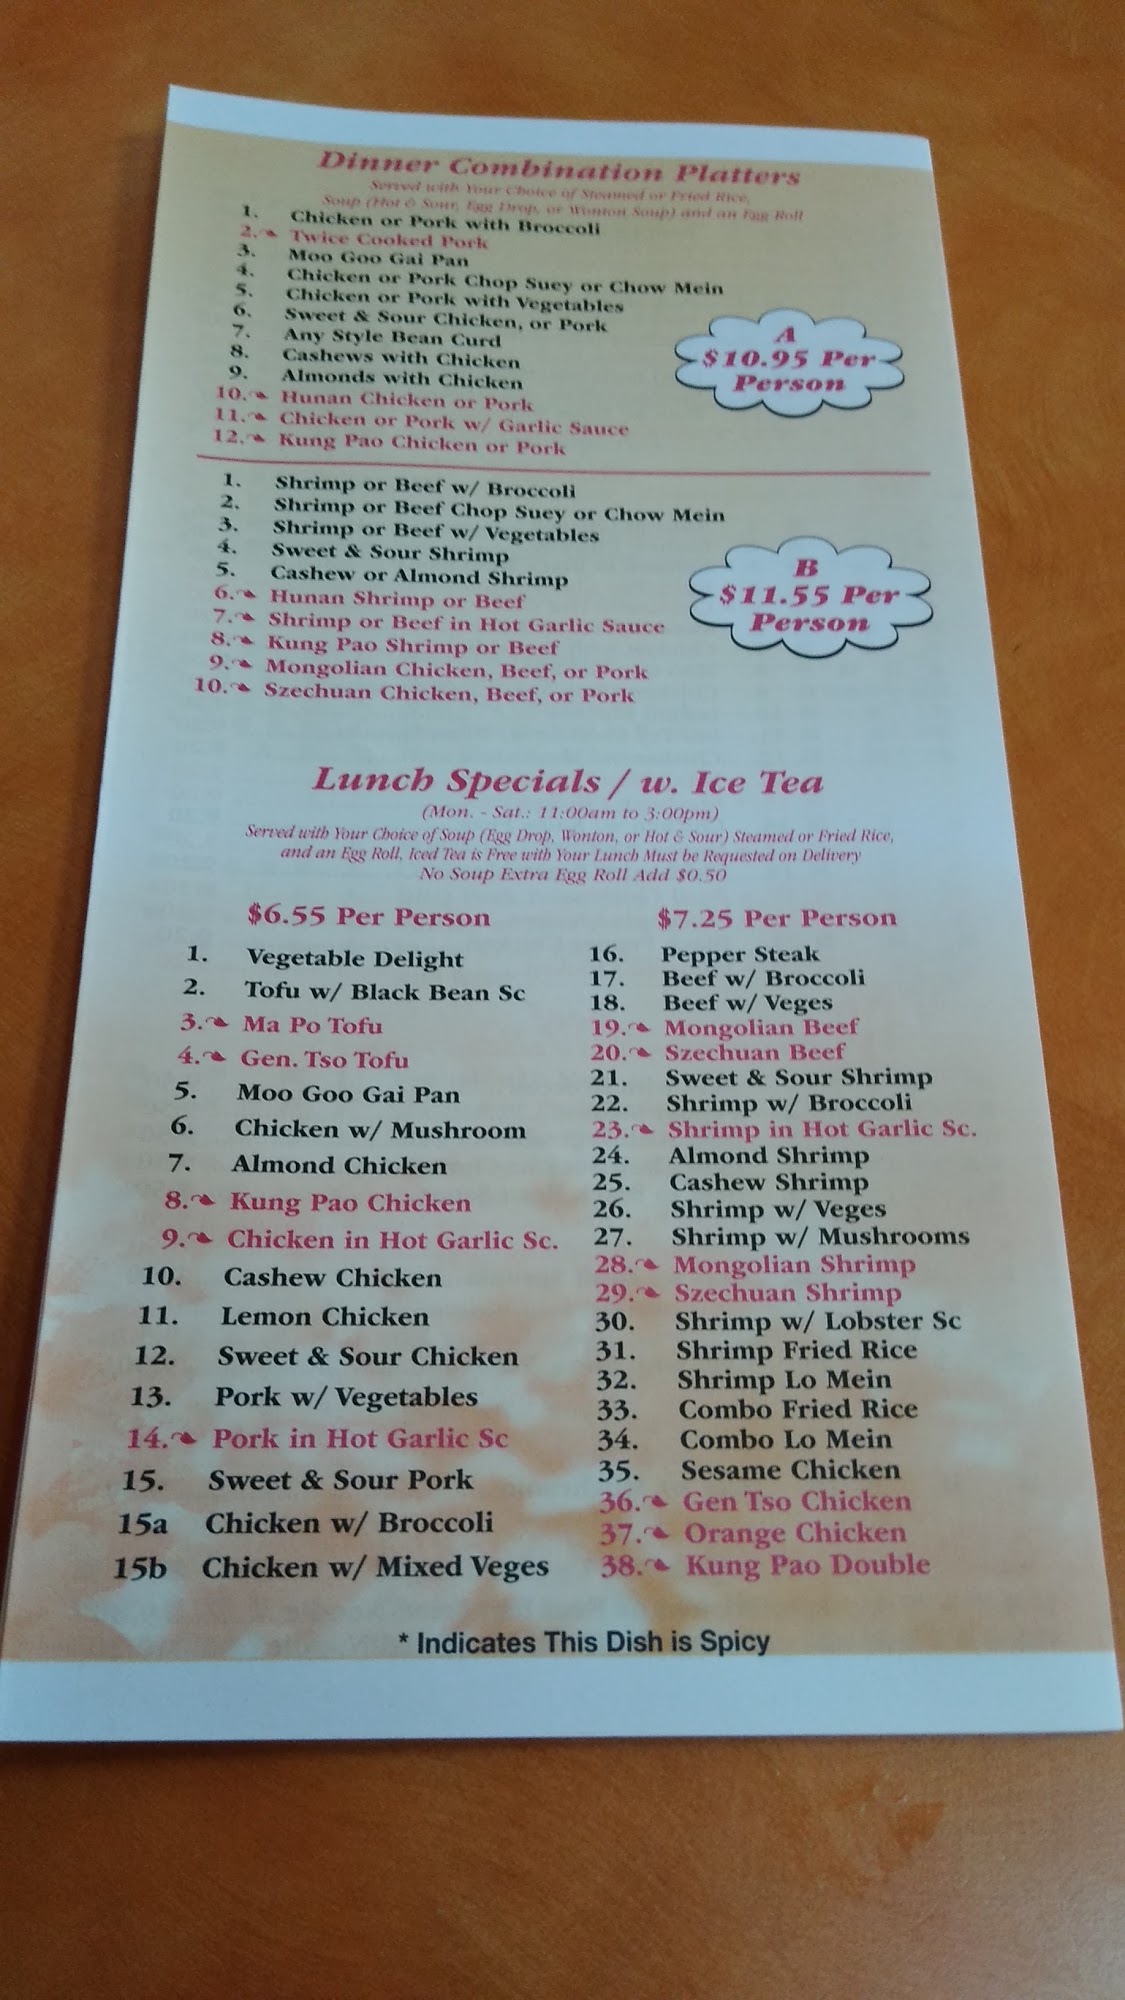 Dinner Combination Platters
Served with Your Choice of Steamed or Fried Rice,
Soup (Hot & Sour, Egg Drop, or Wonton Soup) and an Egg Roll
1. Chicken or Pork with Broccoli
2. Twice Cooked Pork
3. Moo Goo Gai Pan
4. Chicken or Pork Chop Suey or Chow Mein
5. Chicken or Pork with Vegetables
6. Sweet & Sour Chicken, or Pork
7. Any Style Bean Curd
8. Cashews with Chicken
9. Almonds with Chicken
10. Hunan Chicken or Pork
11. Chicken or Pork w/ Garlic Sauce
12. Kung Pao Chicken or Pork
A
$10.95 Per
Person
1. Shrimp or Beef w/ Broccoli
2. Shrimp or Beef Chop Suey or Chow Mein
3. Shrimp or Beef w/ Vegetables
4. Sweet & Sour Shrimp
5. Cashew or Almond Shrimp
6. Hunan Shrimp or Beef
7. Shrimp or Beef in Hot Garlic Sauce
8. Kung Pao Shrimp or Beef
9. Mongolian Chicken, Beef, or Pork
10. Szechuan Chicken, Beef, or Pork
B
$11.55 Per
Person
Lunch Specials / w. Ice Tea
(Mon. - Sat.: 11:00am to 3:00pm)
Served with Your Choice of Soup (Egg Drop, Wonton, or Hot & Sour) Steamed or Fried Rice,
and an Egg Roll, Iced Tea is Free with Your Lunch Must be Requested on Delivery
No Soup Extra Egg Roll Add $0.50
$6.55 Per Person
1. Vegetable Delight
2. Tofu w/ Black Bean Sc
3. Ma Po Tofu
4. Gen. Tso Tofu
5. Moo Goo Gai Pan
6. Chicken w/ Mushroom
7. Almond Chicken
8. Kung Pao Chicken
9. Chicken in Hot Garlic Sc.
10. Cashew Chicken
11. Lemon Chicken
12. Sweet & Sour Chicken
13. Pork w/ Vegetables
14. Pork in Hot Garlic Sc
15. Sweet & Sour Pork
15a Chicken w/ Broccoli
15b Chicken w/ Mixed Veges
$7.25 Per Person
16. Pepper Steak
17. Beef w/ Broccoli
18. Beef w/ Veges
19. Mongolian Beef
20. Szechuan Beef
21. Sweet & Sour Shrimp
22. Shrimp w/ Broccoli
23. Shrimp in Hot Garlic Sc.
24. Almond Shrimp
25. Cashew Shrimp
26. Shrimp w/ Veges
27. Shrimp w/ Mushrooms
28. Mongolian Shrimp
29. Szechuan Shrimp
30. Shrimp w/ Lobster Sc
31. Shrimp Fried Rice
32. Shrimp Lo Mein
33. Combo Fried Rice
34. Combo Lo Mein
35. Sesame Chicken
36. Gen Tso Chicken
37. Orange Chicken
38. Kung Pao Double
* Indicates This Dish is Spicy